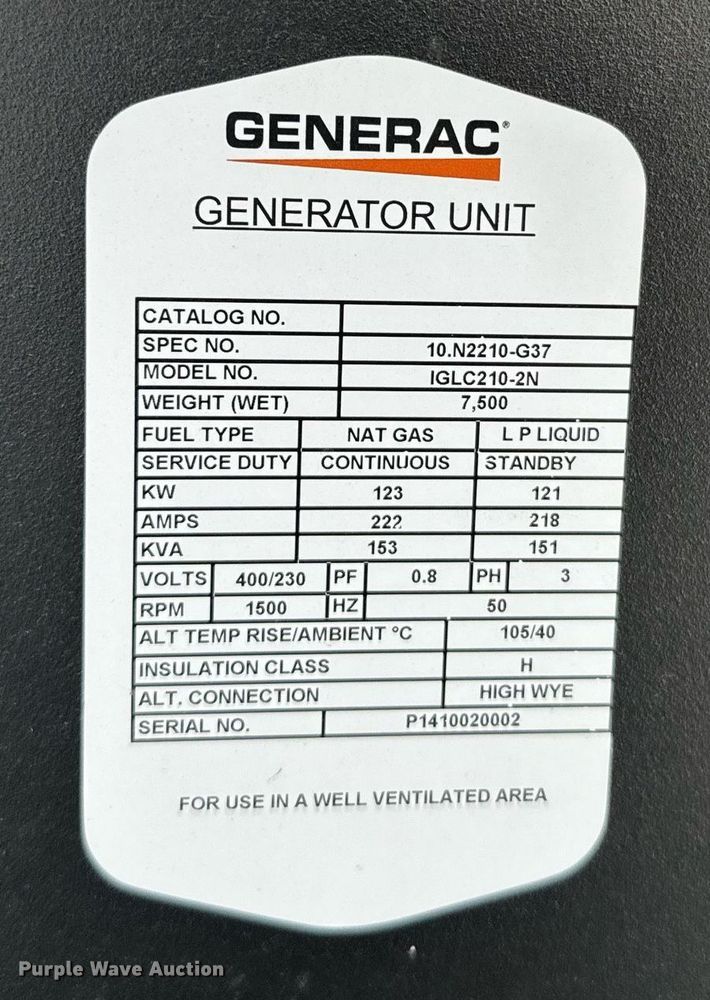 GENERAC®
GENERATOR UNIT
CATALOG NO.
SPEC NO. 10.N2210-G37
MODEL NO. IGLC210-2N
WEIGHT (WET) 7,500
FUEL TYPE NAT GAS L P LIQUID
SERVICE DUTY CONTINUOUS STANDBY
KW 123 121
AMPS 222 218
KVA 153 151
VOLTS 400/230 PF 0.8 PH 3
RPM 1500 HZ 50
ALT TEMP RISE/AMBIENT °C 105/40
INSULATION CLASS H
ALT. CONNECTION HIGH WYE
SERIAL NO. P1410020002
FOR USE IN A WELL VENTILATED AREA
Purple Wave Auction